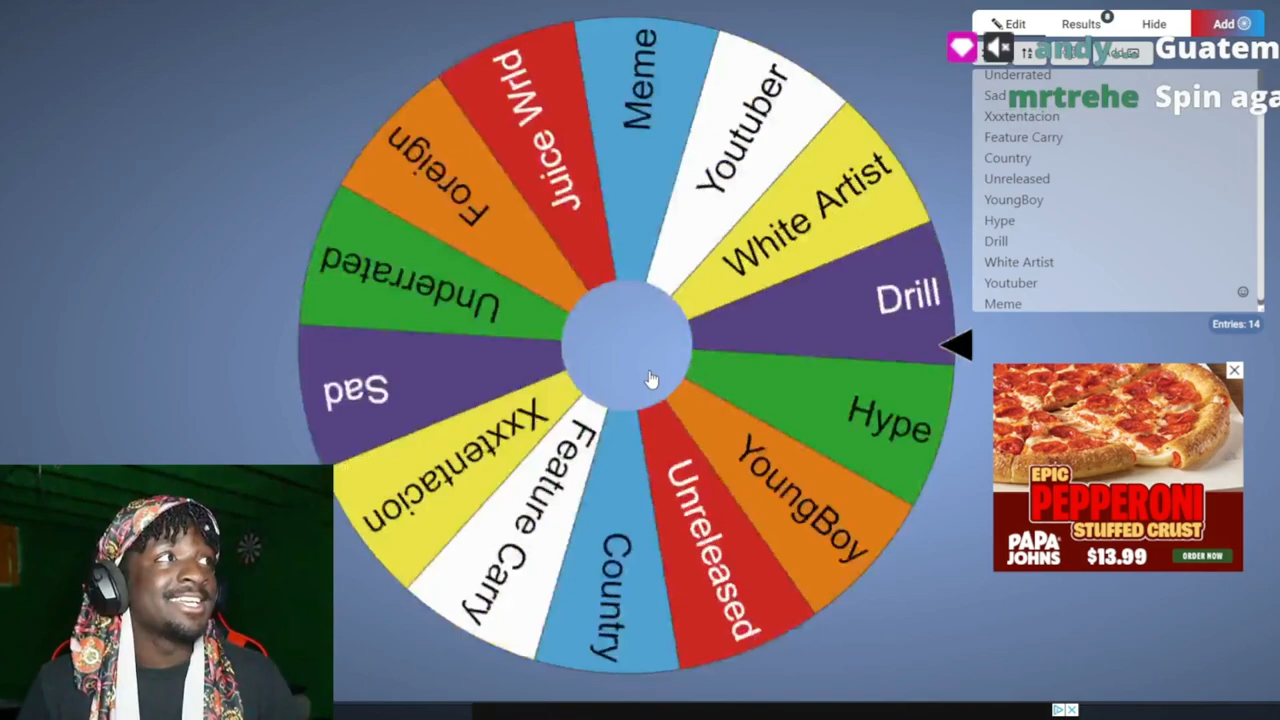 Edit
Results
0
Hide
Add
andy Guatem
mrtrehe Spin aga
Underrated
Sad
Xxxtentacion
Feature Carry
Country
Unreleased
YoungBoy
Hype
Drill
White Artist
Youtuber
Meme
Entries: 14
Meme
Youtuber
White Artist
Drill
Hype
YoungBoy
Unreleased
Country
Feature Carry
Xxxtentacion
Sad
Underrated
Foreign
Juice Wrld
EPIC
PEPPERONI
STUFFED CRUST
PAPA
JOHNS
$13.99
ORDER NOW